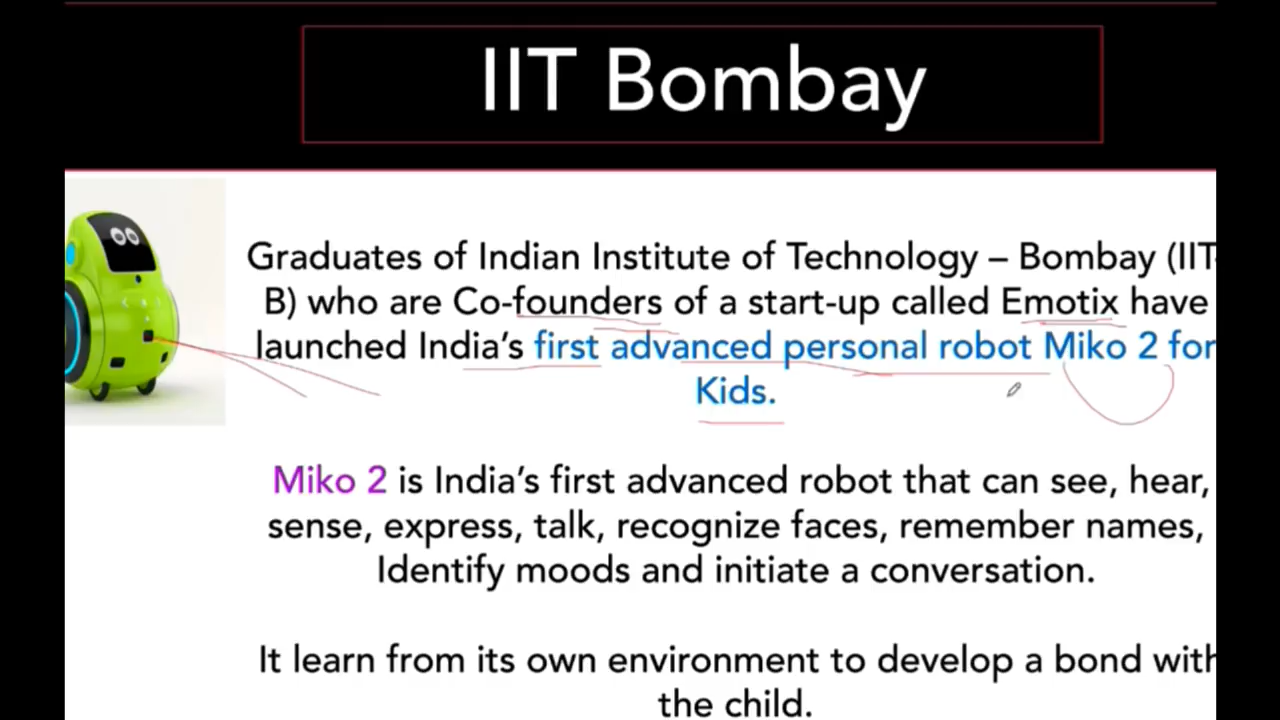 IIT Bombay
Graduates of Indian Institute of Technology – Bombay (IIT-
B) who are Co-founders of a start-up called Emotix have
launched India’s first advanced personal robot Miko 2 for
Kids.
Miko 2 is India’s first advanced robot that can see, hear,
sense, express, talk, recognize faces, remember names,
Identify moods and initiate a conversation.
It learn from its own environment to develop a bond with
the child.